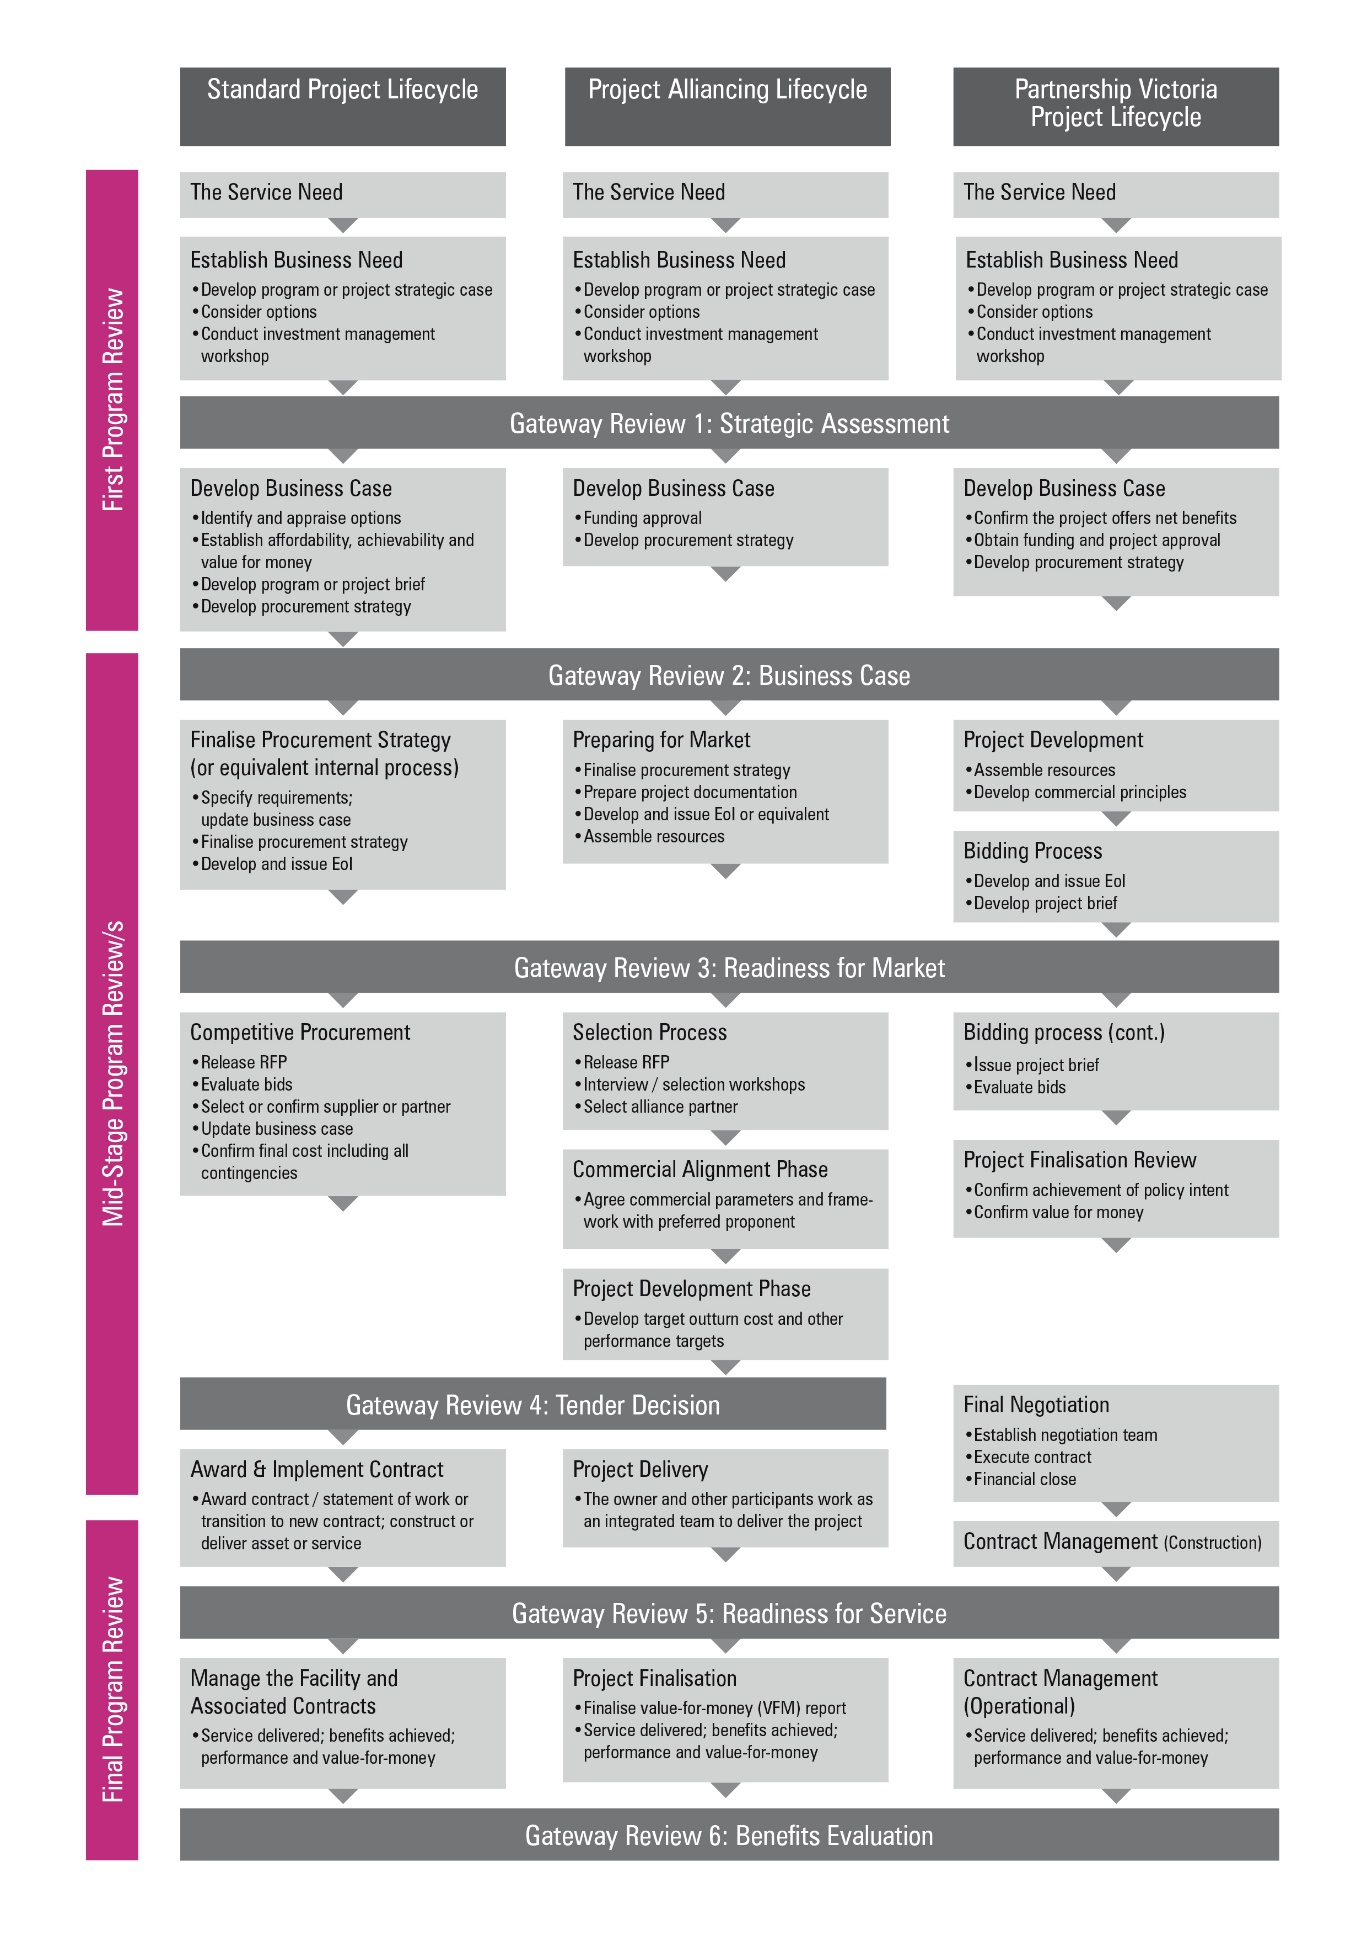 Standard Project Lifecycle
Project Alliancing Lifecycle
Partnership Victoria
Project Lifecycle
First Program Review
The Service Need
The Service Need
The Service Need
Establish Business Need
•Develop program or project strategic case
•Consider options
•Conduct investment management
workshop
Establish Business Need
•Develop program or project strategic case
•Consider options
•Conduct investment management
workshop
Establish Business Need
•Develop program or project strategic case
•Consider options
•Conduct investment management
workshop
Gateway Review 1: Strategic Assessment
Develop Business Case
•Identify and appraise options
•Establish affordability, achievability and
value for money
•Develop program or project brief
•Develop procurement strategy
Develop Business Case
•Funding approval
•Develop procurement strategy
Develop Business Case
•Confirm the project offers net benefits
•Obtain funding and project approval
•Develop procurement strategy
Mid-Stage Program Review/s
Gateway Review 2: Business Case
Finalise Procurement Strategy
(or equivalent internal process)
•Specify requirements;
update business case
•Finalise procurement strategy
•Develop and issue EoI
Preparing for Market
•Finalise procurement strategy
•Prepare project documentation
•Develop and issue EoI or equivalent
•Assemble resources
Project Development
•Assemble resources
•Develop commercial principles
Bidding Process
•Develop and issue EoI
•Develop project brief
Gateway Review 3: Readiness for Market
Competitive Procurement
•Release RFP
•Evaluate bids
•Select or confirm supplier or partner
•Update business case
•Confirm final cost including all
contingencies
Selection Process
•Release RFP
•Interview / selection workshops
•Select alliance partner
Commercial Alignment Phase
•Agree commercial parameters and frame-
work with preferred proponent
Project Development Phase
•Develop target outturn cost and other
performance targets
Bidding process (cont.)
•Issue project brief
•Evaluate bids
Project Finalisation Review
•Confirm achievement of policy intent
•Confirm value for money
Gateway Review 4: Tender Decision
Final Negotiation
•Establish negotiation team
•Execute contract
•Financial close
Award & Implement Contract
•Award contract / statement of work or
transition to new contract; construct or
deliver asset or service
Project Delivery
•The owner and other participants work as
an integrated team to deliver the project
Contract Management (Construction)
Final Program Review
Gateway Review 5: Readiness for Service
Manage the Facility and
Associated Contracts
•Service delivered; benefits achieved;
performance and value-for-money
Project Finalisation
•Finalise value-for-money (VFM) report
•Service delivered; benefits achieved;
performance and value-for-money
Contract Management
(Operational)
•Service delivered; benefits achieved;
performance and value-for-money
Gateway Review 6: Benefits Evaluation